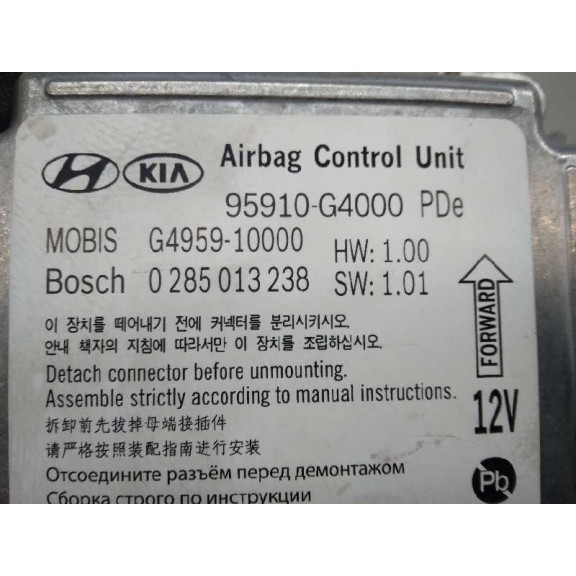 KIA Airbag Control Unit
95910-G4000 PDe
MOBIS G4959-10000 HW: 1.00
Bosch 0 285 013 238 SW: 1.01
이 장치를 떼어내기 전에 커넥터를 분리시키시오.
안내 책자의 지침에 따라서만 이 장치를 조립하십시오.
Detach connector before unmounting.
Assemble strictly according to manual instructions.
拆卸前先拔掉母端接插件
请严格按照装配指南进行安装
Отсоедините разъём перед демонтажом
Сборка строго по инструкции
FORWARD
12V
Pb